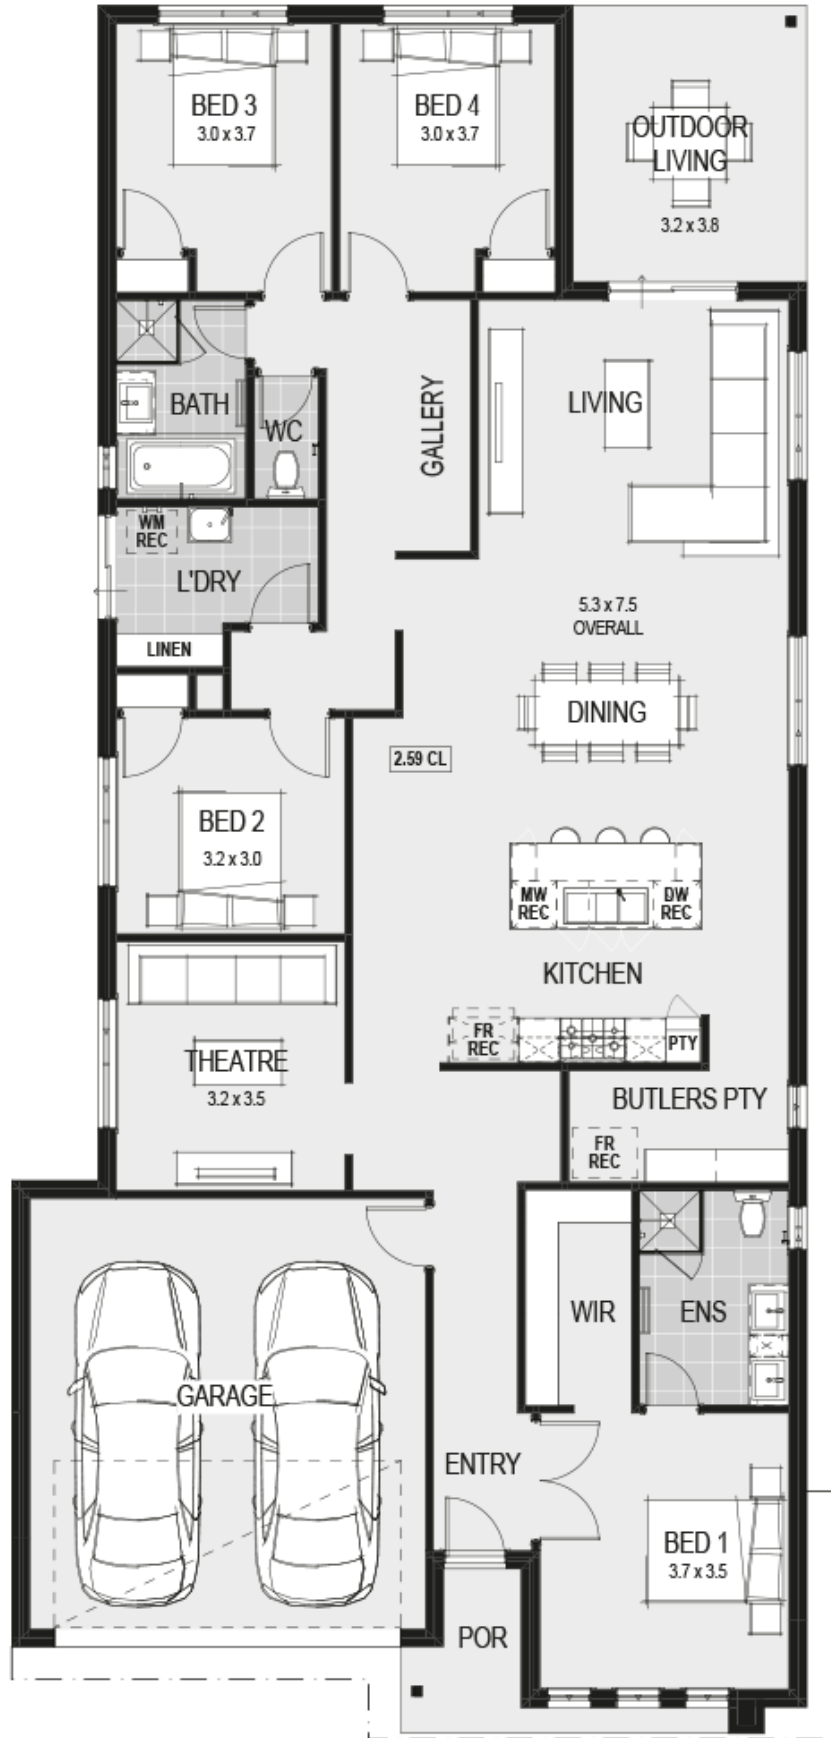 BED 3
3.0 x 3.7
BED 4
3.0 x 3.7
OUTDOOR
LIVING
3.2 x 3.8
BATH
WC
GALLERY
LIVING
WM
REC
L'DRY
LINEN
5.3 x 7.5
OVERALL
DINING
2.59 CL
BED 2
3.2 x 3.0
MW
REC
DW
REC
KITCHEN
FR
REC
PTY
THEATRE
3.2 x 3.5
BUTLERS PTY
FR
REC
WIR
ENS
GARAGE
ENTRY
BED 1
3.7 x 3.5
POR